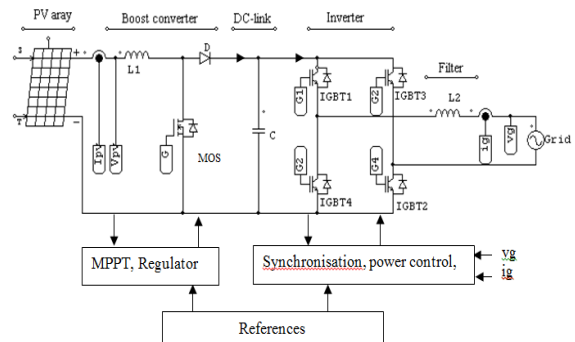 PV aray
Boost converter
DC-link
Inverter
Filter
S
T
+
-
L1
D
Ipv
Vpv
G
MOS
C
G1
IGBT1
G2
IGBT3
G2
IGBT4
G4
IGBT2
L2
ig
vg
Grid
MPPT, Regulator
Synchronisation, power control,
vg
ig
References